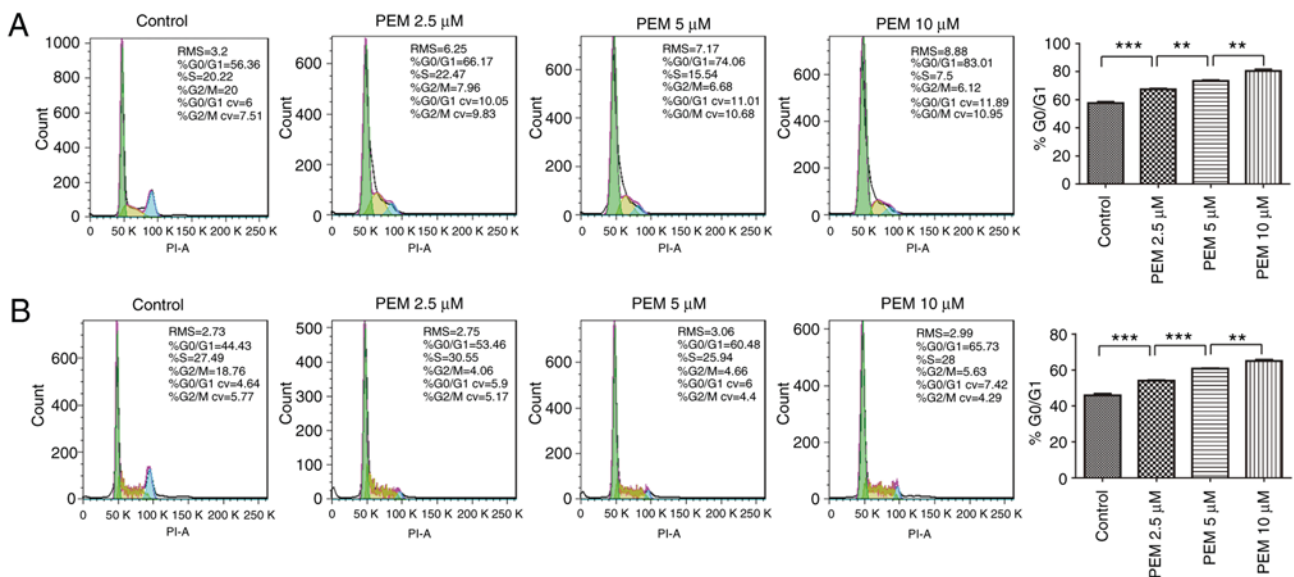 A
Control
1000
800
600
400
200
0
Count
RMS=3.2
%G0/G1=56.36
%S=20.22
%G2/M=20
%G0/G1 cv=6
%G2/M cv=7.51
0 50 K 100 K 150 K 200 K 250 K
PI-A
PEM 2.5 µM
600
400
200
0
Count
RMS=6.25
%G0/G1=66.17
%S=22.47
%G2/M=7.96
%G0/G1 cv=10.05
%G2/M cv=9.83
0 50 K 100 K 150 K 200 K 250 K
PI-A
PEM 5 µM
600
400
200
0
Count
RMS=7.17
%G0/G1=74.06
%S=15.54
%G2/M=6.68
%G0/G1 cv=11.01
%G0/M cv=10.68
0 50 K 100 K 150 K 200 K 250 K
PI-A
PEM 10 µM
600
400
200
0
Count
RMS=8.88
%G0/G1=83.01
%S=7.5
%G2/M=6.12
%G0/G1 cv=11.89
%G0/M cv=10.95
0 50 K 100 K 150 K 200 K 250 K
PI-A
*** ** **
100
80
60
40
20
0
% G0/G1
Control
PEM 2.5 µM
PEM 5 µM
PEM 10 µM
B
Control
600
400
200
0
Count
RMS=2.73
%G0/G1=44.43
%S=27.49
%G2/M=18.76
%G0/G1 cv=4.64
%G2/M cv=5.77
0 50 K 100 K 150 K 200 K 250 K
PI-A
PEM 2.5 µM
500
400
300
200
100
0
Count
RMS=2.75
%G0/G1=53.46
%S=30.55
%G2/M=4.06
%G0/G1 cv=5.9
%G2/M cv=5.17
0 50 K 100 K 150 K 200 K 250 K
PI-A
PEM 5 µM
600
400
200
0
Count
RMS=3.06
%G0/G1=60.48
%S=25.94
%G2/M=4.66
%G0/G1 cv=6
%G2/M cv=4.4
0 50 K 100 K 150 K 200 K 250 K
PI-A
PEM 10 µM
600
400
200
0
Count
RMS=2.99
%G0/G1=65.73
%S=28
%G2/M=5.63
%G0/G1 cv=7.42
%G2/M cv=4.29
0 50 K 100 K 150 K 200 K 250 K
PI-A
*** *** **
80
60
40
20
0
% G0/G1
Control
PEM 2.5 µM
PEM 5 µM
PEM 10 µM